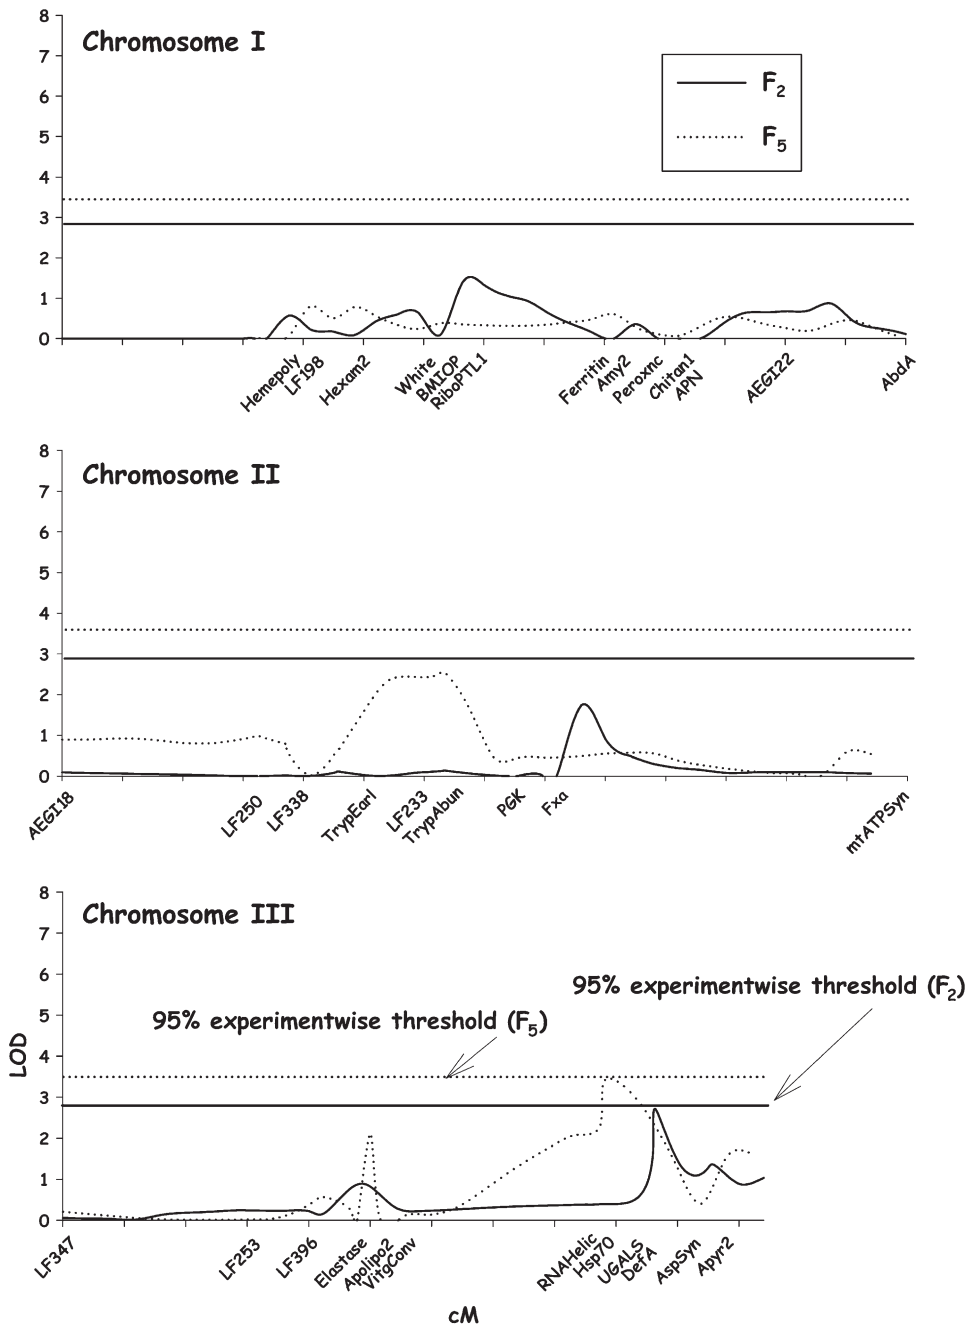 8
Chromosome I
7
6
5
4
3
2
1
0
F2
F5
Hemepoly
LF198
Hexam2
White
BMIOP
RiboPTL1
Ferritin
Amy2
Peroxnc
Chitan1
APN
AEGI22
AbdA
8
Chromosome II
7
6
5
4
3
2
1
0
AEGI18
LF250
LF338
TrypEarl
LF233
TrypAbun
PGK
Fxa
mtATPSyn
8
Chromosome III
7
6
5
4
3
2
1
0
95% experimentwise threshold (F2)
95% experimentwise threshold (F5)
LOD
LF347
LF253
LF396
Elastase
Apolipo2
VitgConv
RNAHelic
Hsp70
UGALS
DefA
AspSyn
Apyr2
cM